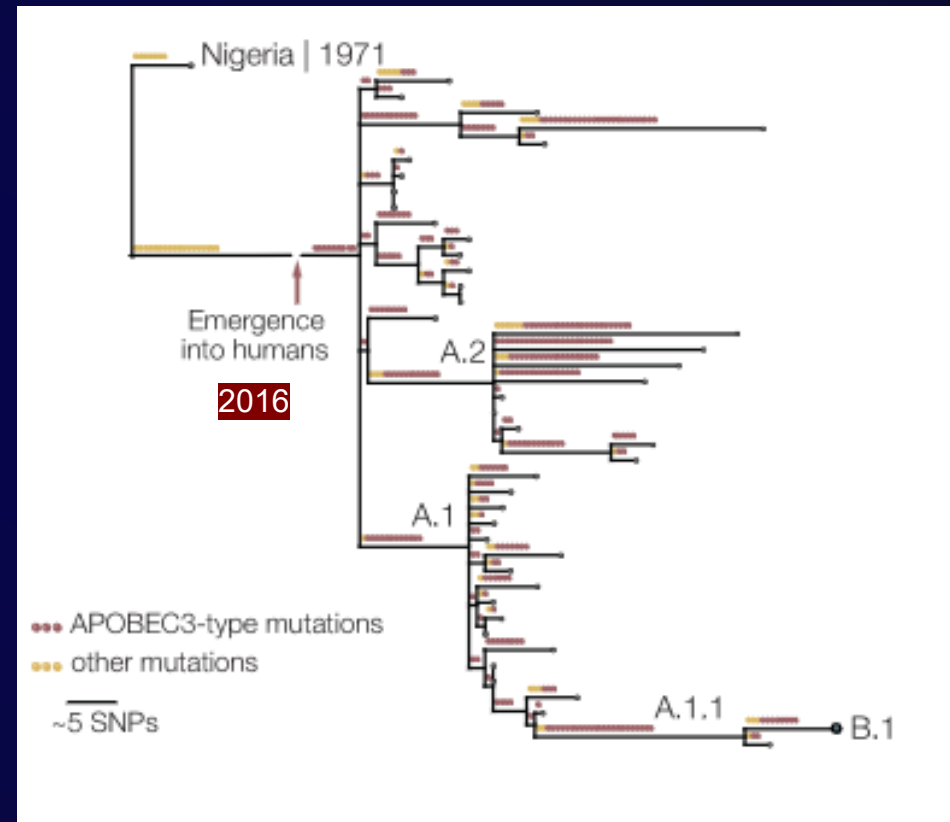 Nigeria | 1971
Emergence
into humans
2016
A.2
A.1
APOBEC3-type mutations
other mutations
~5 SNPs
A.1.1
B.1